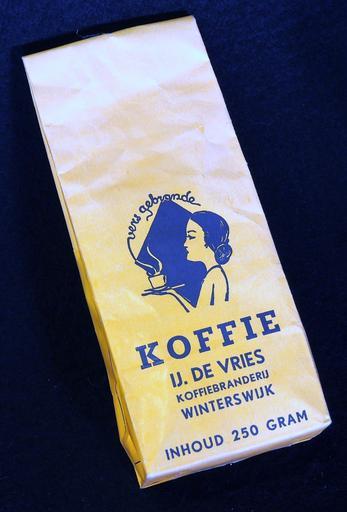 vers gebrande
KOFFIE
IJ. DE VRIES
KOFFIEBRANDERIJ
WINTERSWIJK
INHOUD 250 GRAM